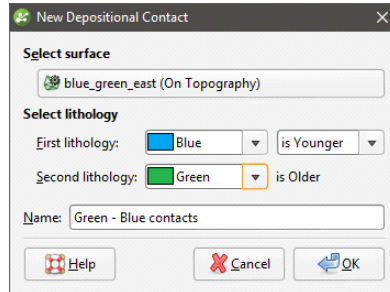 New Depositional Contact
Select surface
blue_green_east (On Topography)
Select lithology
First lithology: Blue is Younger
Second lithology: Green is Older
Name: Green - Blue contacts
Help Cancel OK